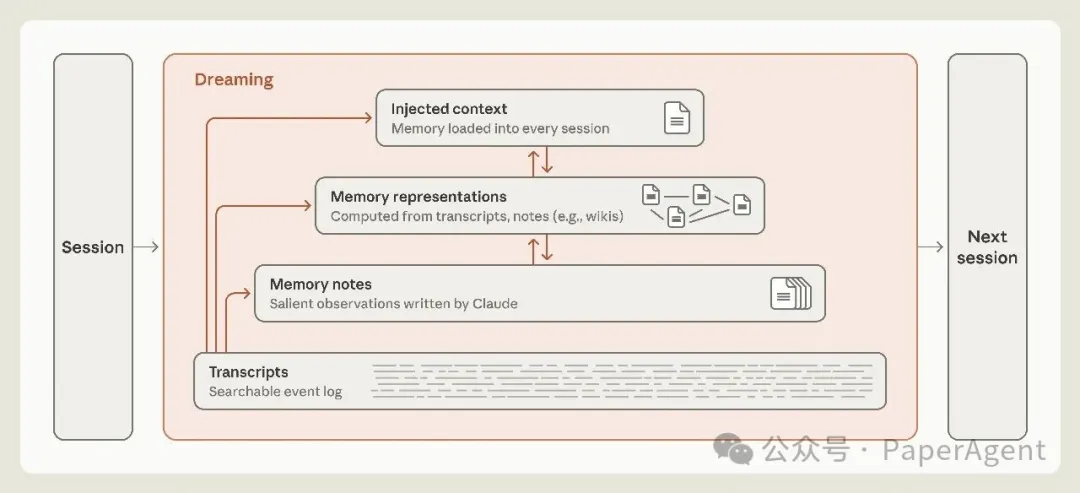 Dreaming
Injected context
Memory loaded into every session
Memory representations
Computed from transcripts, notes (e.g., wikis)
Session
Next
session
Memory notes
Salient observations written by Claude
Transcripts
Searchable event log
公众号 · PaperAgent